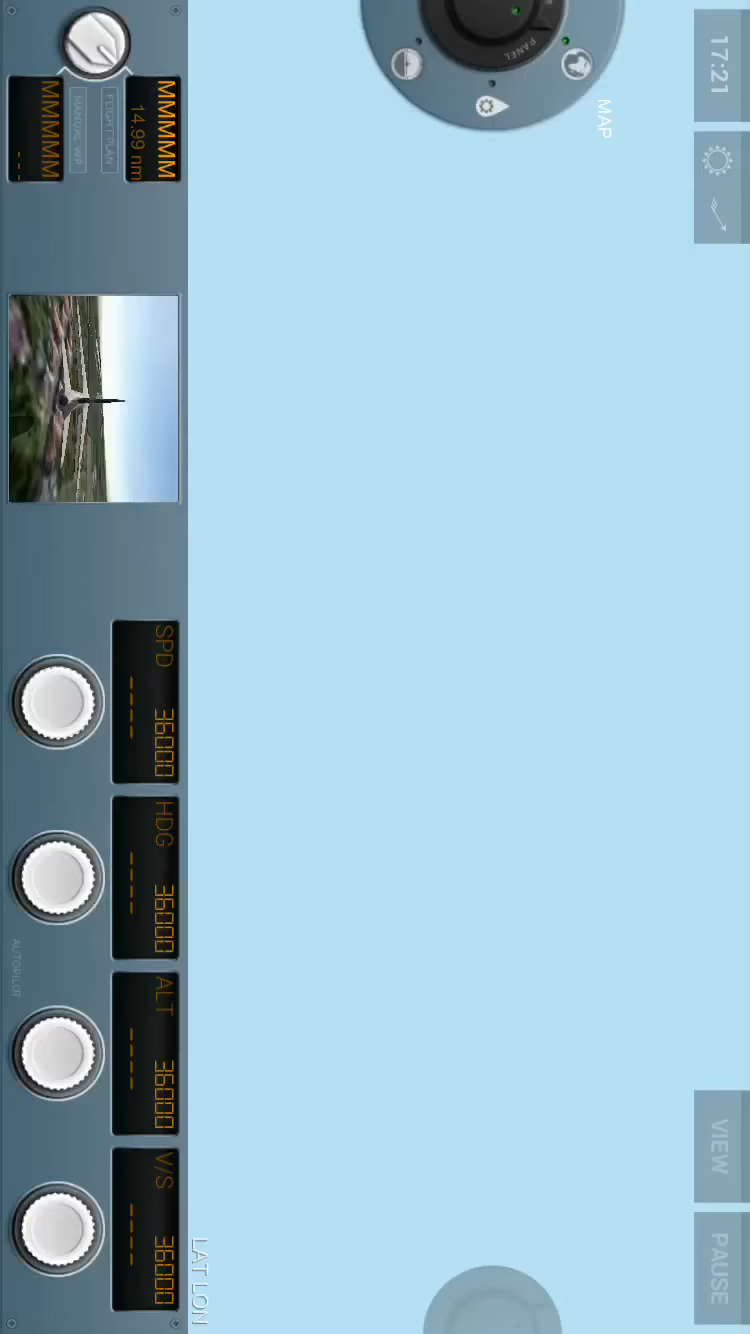 17:21
VIEW
PAUSE
MAP
PANEL
MMMMM
14.99 nm
FLIGHT PLAN
MANUAL WP
MMMMM
---
SPD
36000
----
HDG
36000
----
ALT
36000
----
V/S
36000
----
AUTOPILOT
LAT LON